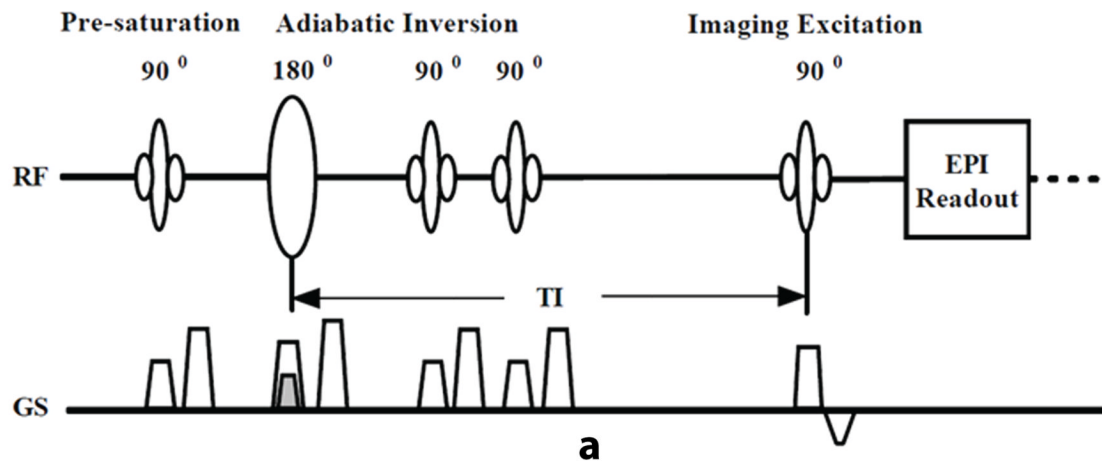 Pre-saturation Adiabatic Inversion Imaging Excitation
90 0 180 0 90 0 90 0 90 0
RF
EPI
Readout
TI
GS
a